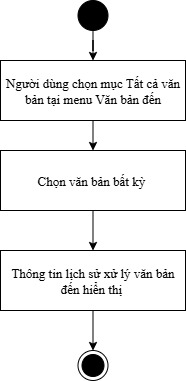 Người dùng chọn mục Tất cả văn
bản tại menu Văn bản đến
Chọn văn bản bất kỳ
Thông tin lịch sử xử lý văn bản
đến hiển thị